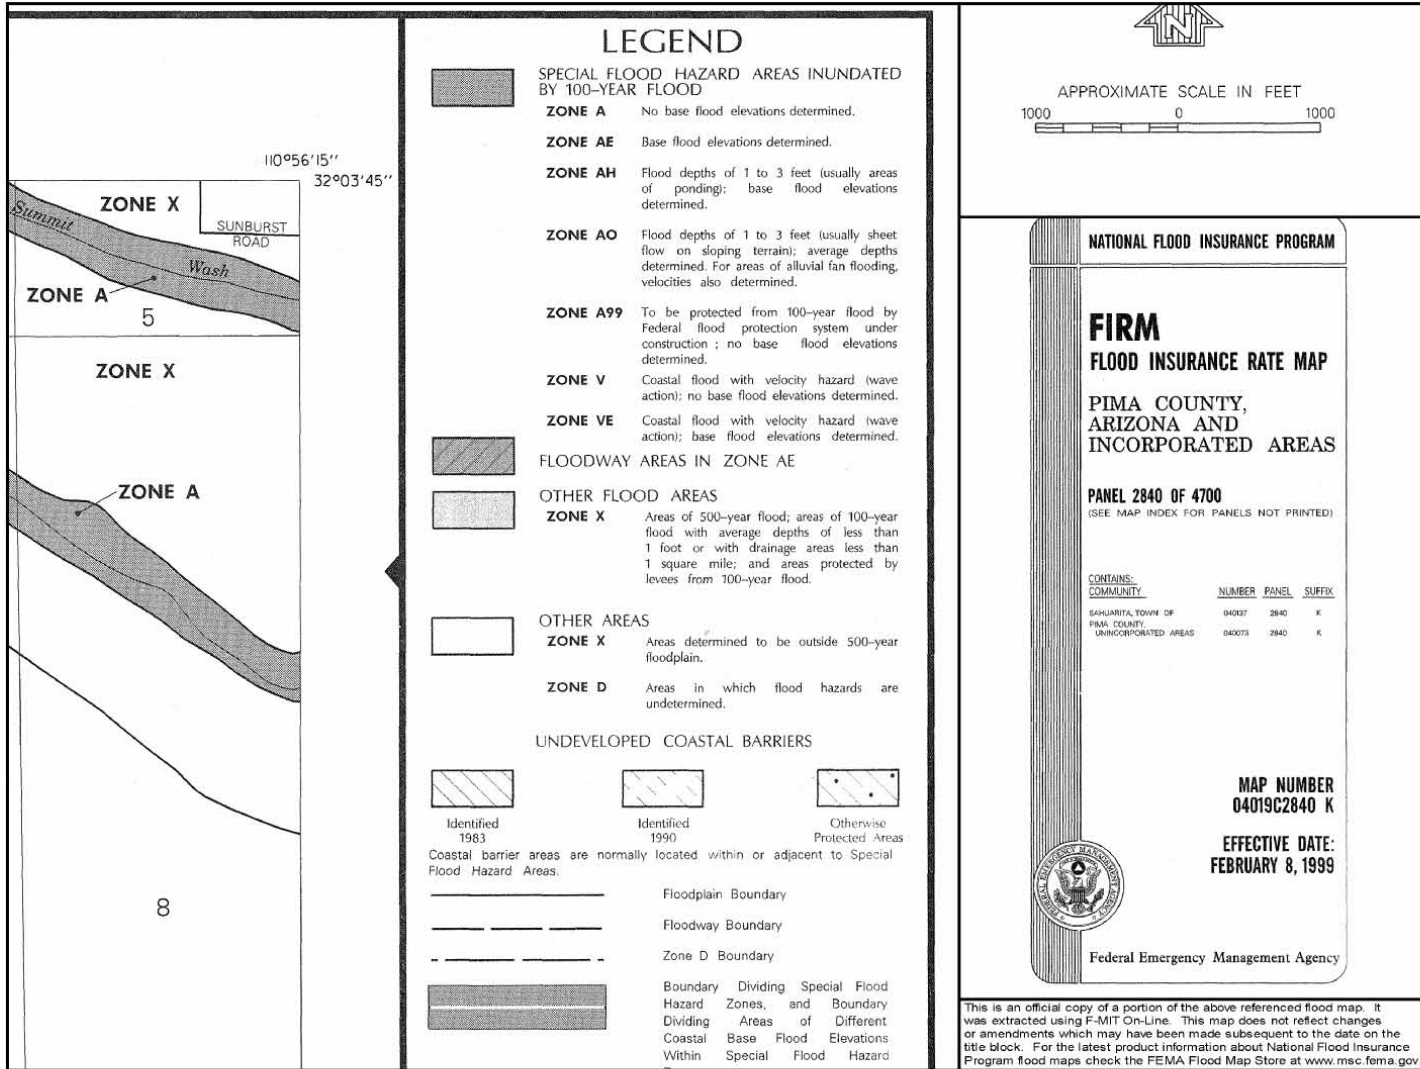 110°56'15"
32°03'45"
ZONE X
SUNBURST
ROAD
Summit
Wash
ZONE A
5
ZONE X
ZONE A
8
LEGEND
SPECIAL FLOOD HAZARD AREAS INUNDATED
BY 100-YEAR FLOOD
ZONE A No base flood elevations determined.
ZONE AE Base flood elevations determined.
ZONE AH Flood depths of 1 to 3 feet (usually areas
of ponding); base flood elevations
determined.
ZONE AO Flood depths of 1 to 3 feet (usually sheet
flow on sloping terrain); average depths
determined. For areas of alluvial fan flooding,
velocities also determined.
ZONE A99 To be protected from 100-year flood by
Federal flood protection system under
construction ; no base flood elevations
determined.
ZONE V Coastal flood with velocity hazard (wave
action); no base flood elevations determined.
ZONE VE Coastal flood with velocity hazard (wave
action); base flood elevations determined.
FLOODWAY AREAS IN ZONE AE
OTHER FLOOD AREAS
ZONE X Areas of 500-year flood; areas of 100-year
flood with average depths of less than
1 foot or with drainage areas less than
1 square mile; and areas protected by
levees from 100-year flood.
OTHER AREAS
ZONE X Areas determined to be outside 500-year
floodplain.
ZONE D Areas in which flood hazards are
undetermined.
UNDEVELOPED COASTAL BARRIERS
Identified
1983
Identified
1990
Otherwise
Protected Areas
Coastal barrier areas are normally located within or adjacent to Special
Flood Hazard Areas.
Floodplain Boundary
Floodway Boundary
Zone D Boundary
Boundary Dividing Special Flood
Hazard Zones, and Boundary
Dividing Areas of Different
Coastal Base Flood Elevations
Within Special Flood Hazard
N
APPROXIMATE SCALE IN FEET
1000 0 1000
NATIONAL FLOOD INSURANCE PROGRAM
FIRM
FLOOD INSURANCE RATE MAP
PIMA COUNTY,
ARIZONA AND
INCORPORATED AREAS
PANEL 2840 OF 4700
(SEE MAP INDEX FOR PANELS NOT PRINTED)
CONTAINS:
COMMUNITY NUMBER PANEL SUFFIX
SAHUARITA, TOWN OF 040137 2840 K
PIMA COUNTY,
UNINCORPORATED AREAS 040073 2840 K
MAP NUMBER
04019C2840 K
EFFECTIVE DATE:
FEBRUARY 8, 1999
FEDERAL EMERGENCY MANAGEMENT AGENCY
Federal Emergency Management Agency
This is an official copy of a portion of the above referenced flood map. It
was extracted using F-MIT On-Line. This map does not reflect changes
or amendments which may have been made subsequent to the date on the
title block. For the latest product information about National Flood Insurance
Program flood maps check the FEMA Flood Map Store at www.msc.fema.gov